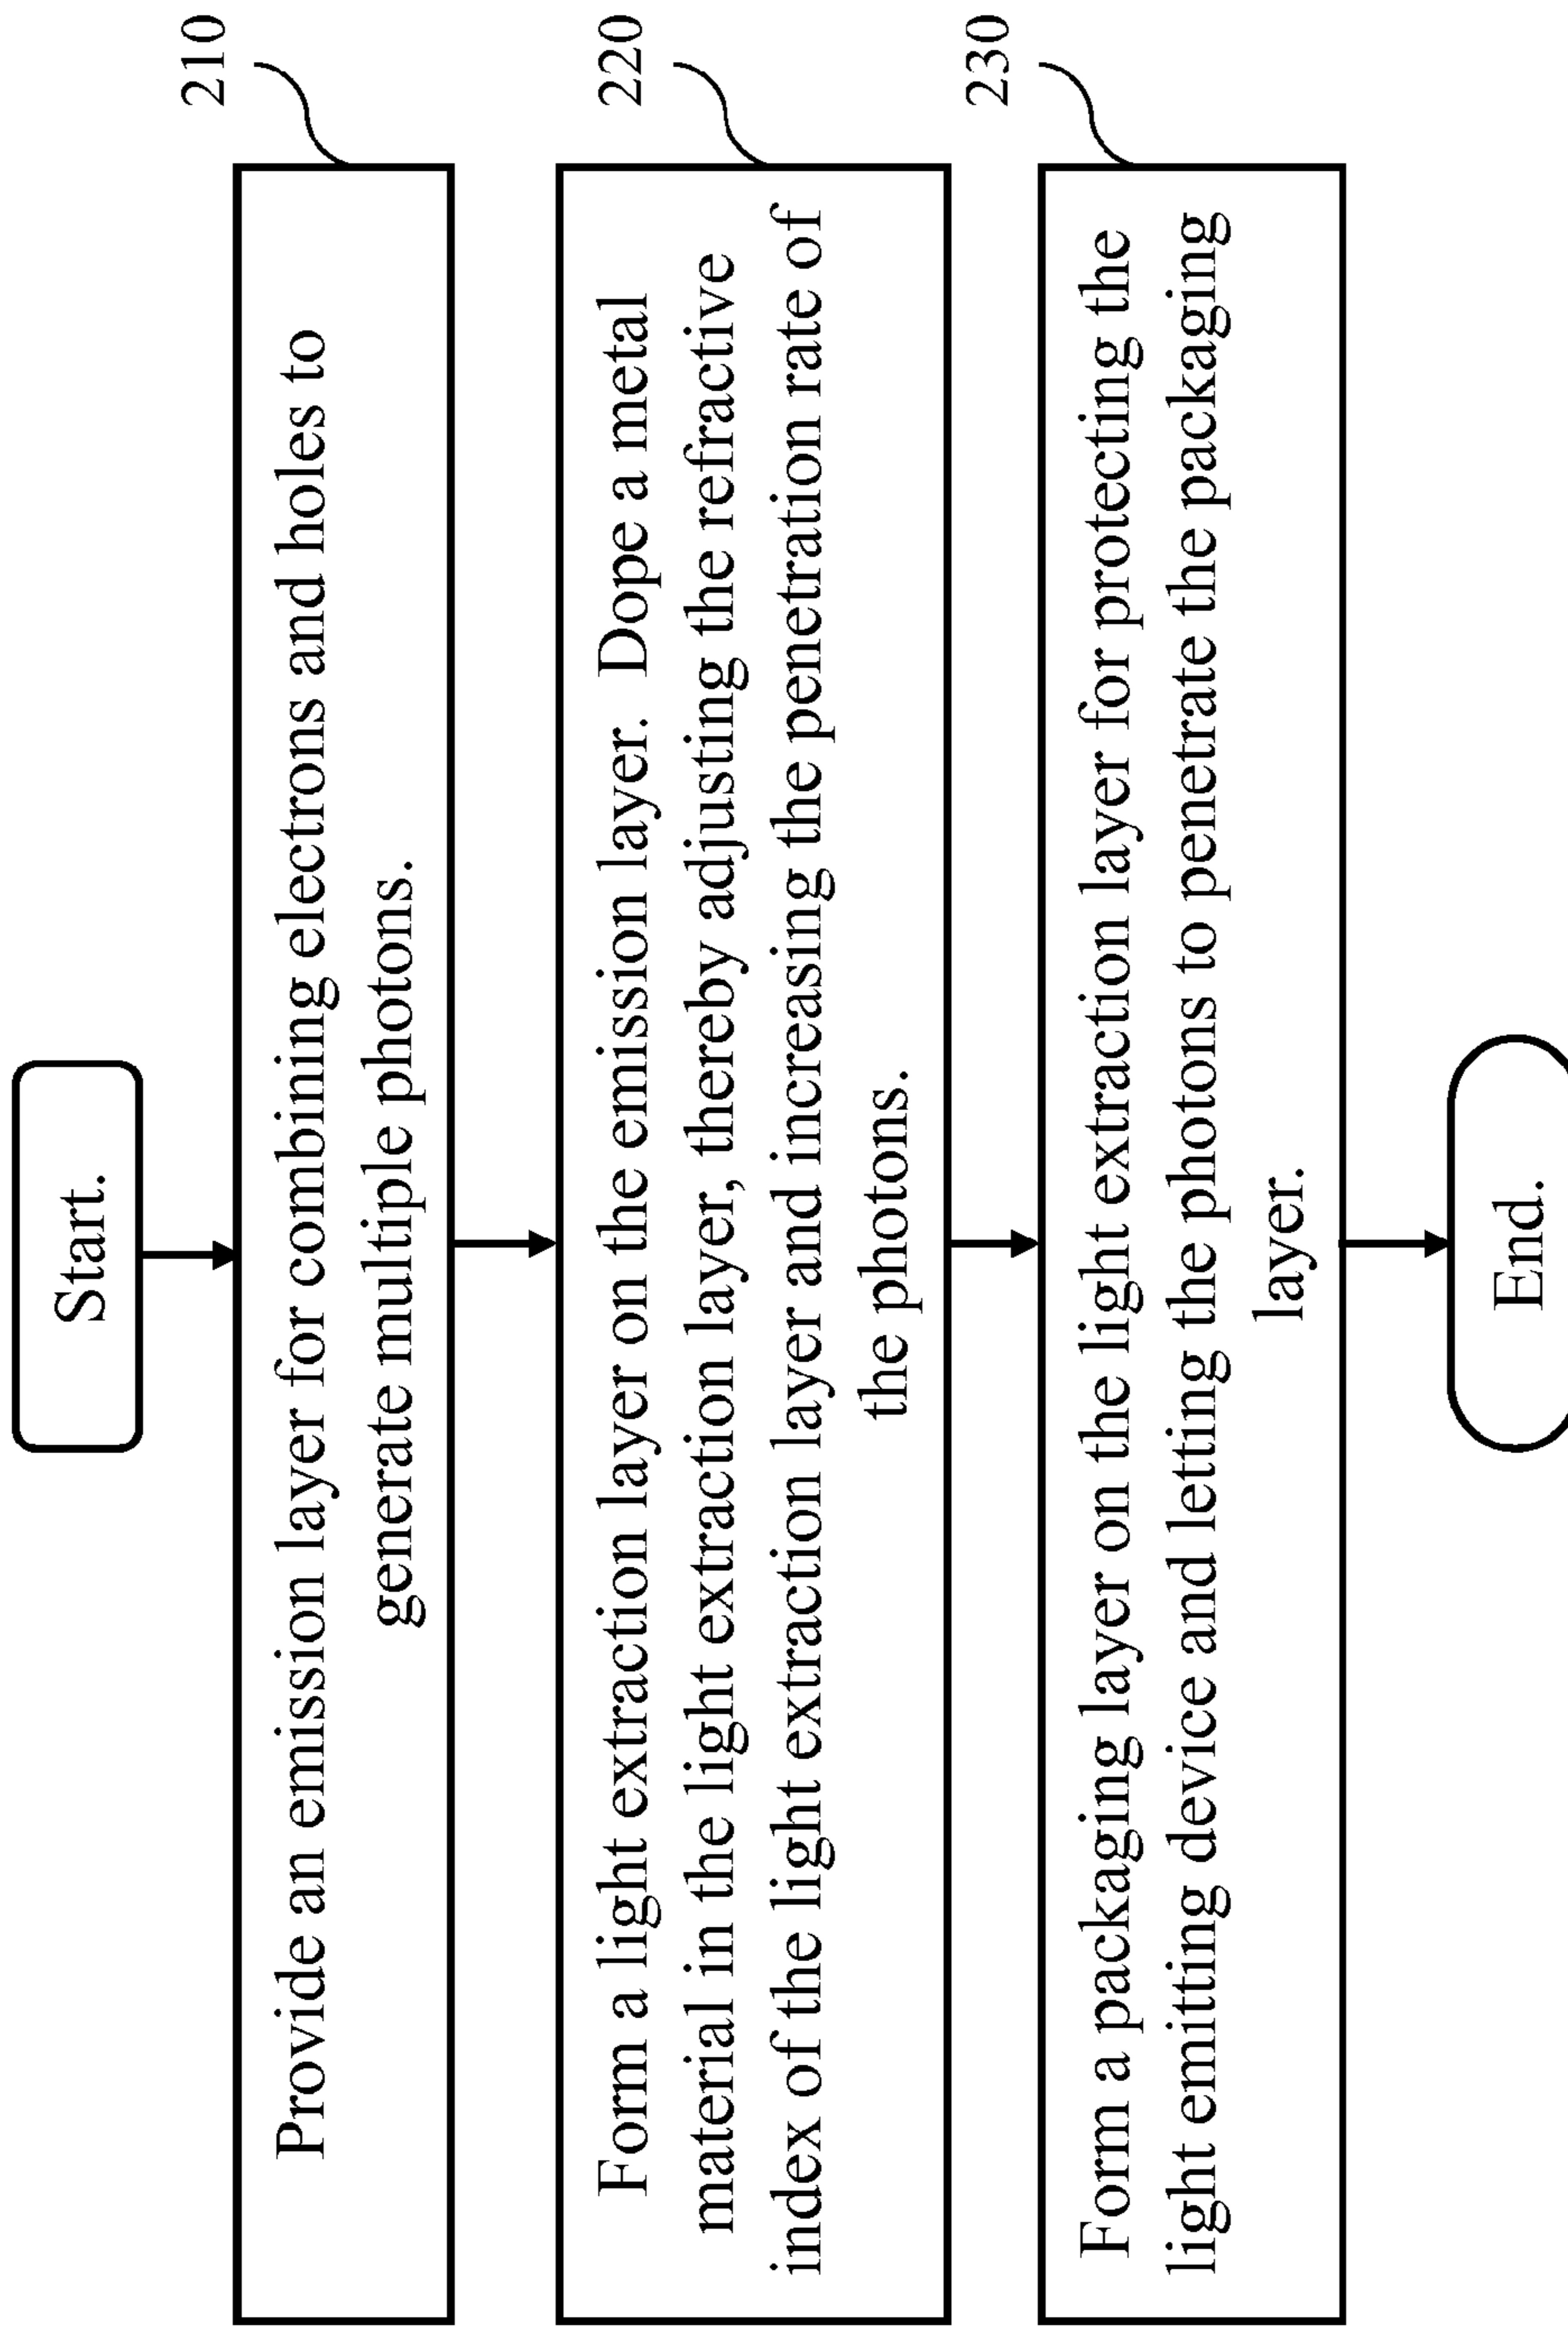 Start.
210
Provide an emission layer for combining electrons and holes to
generate multiple photons.
220
Form a light extraction layer on the emission layer. Dope a metal
material in the light extraction layer, thereby adjusting the refractive
index of the light extraction layer and increasing the penetration rate of
the photons.
230
Form a packaging layer on the light extraction layer for protecting the
light emitting device and letting the photons to penetrate the packaging
layer.
End.